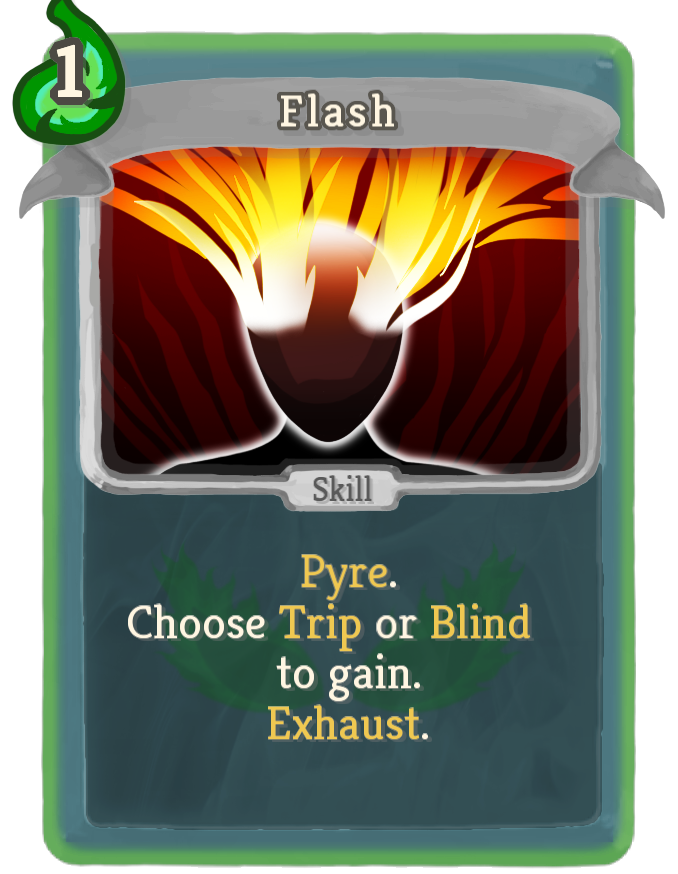 1
Flash
Skill
Pyre.
Choose Trip or Blind
to gain.
Exhaust.